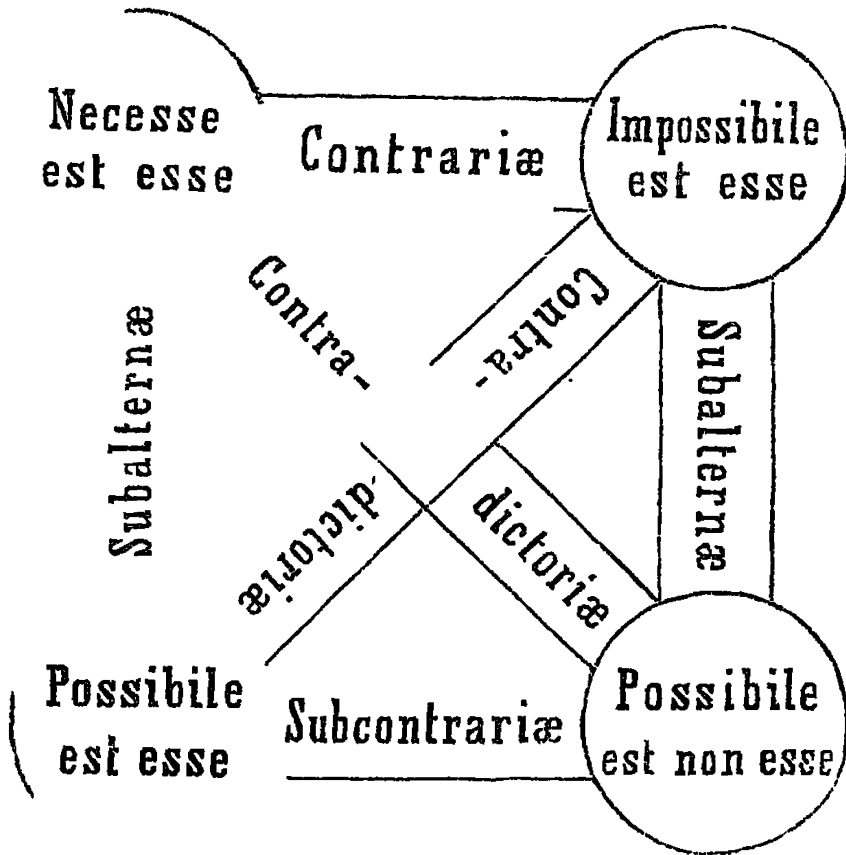 Necesse
est esse
Contrariæ
Impossibile
est esse
Contra-
Contra-
Subalternæ
Subalternæ
dictoriæ
dictoriæ
Possibile
est esse
Subcontrariæ
Possibile
est non esse